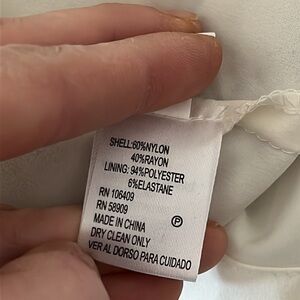 SHELL:60%NYLON
40%RAYON
LINING: 94%POLYESTER
6%ELASTANE
RN 106409
RN 58909
MADE IN CHINA
DRY CLEAN ONLY
P
VER AL DORSO PARA CUIDADO